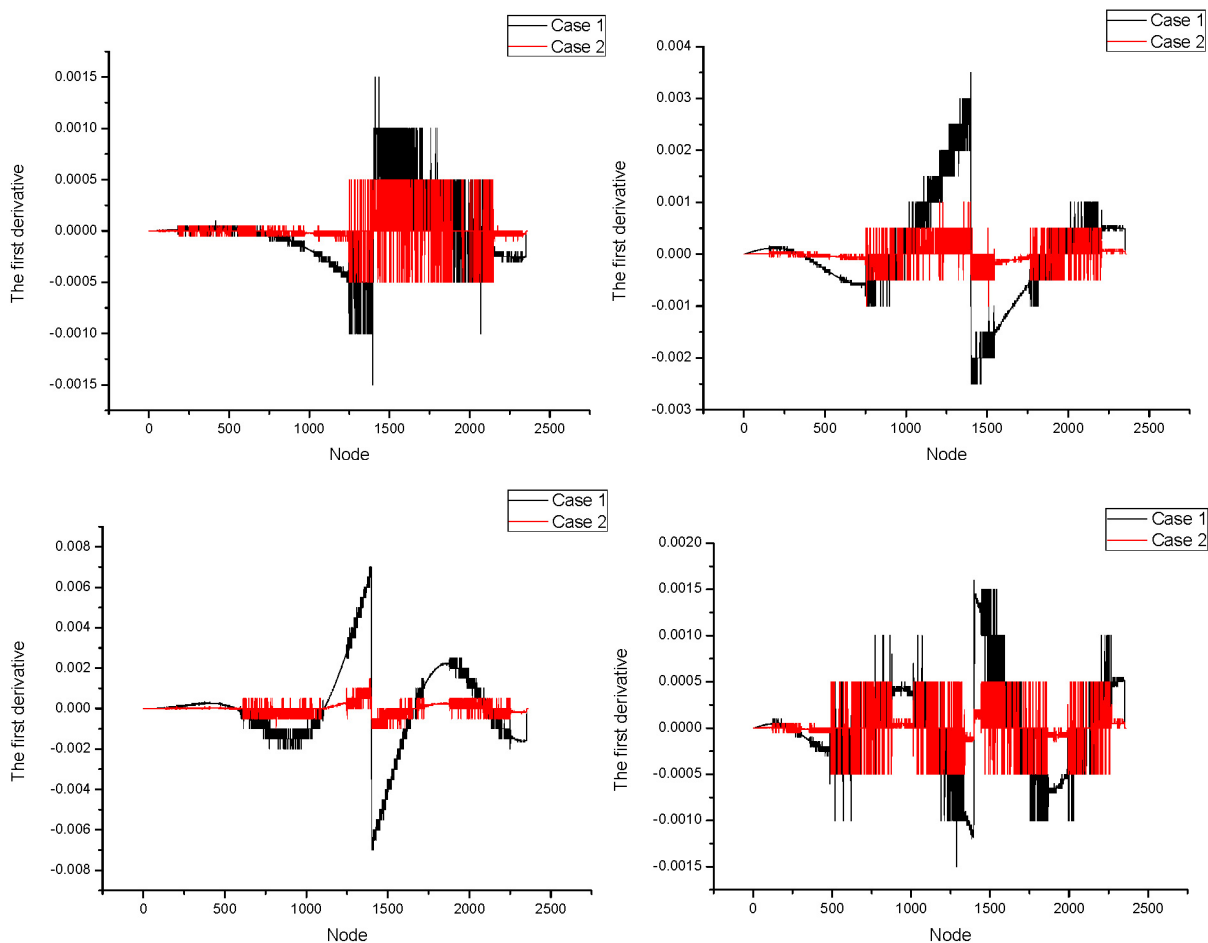 Case 1
Case 2
The first derivative
0.0015
0.0010
0.0005
0.0000
-0.0005
-0.0010
-0.0015
0 500 1000 1500 2000 2500
Node
Case 1
Case 2
The first derivative
0.004
0.003
0.002
0.001
0.000
-0.001
-0.002
-0.003
0 500 1000 1500 2000 2500
Node
Case 1
Case 2
The first derivative
0.008
0.006
0.004
0.002
0.000
-0.002
-0.004
-0.006
-0.008
0 500 1000 1500 2000 2500
Node
Case 1
Case 2
The first derivative
0.0020
0.0015
0.0010
0.0005
0.0000
-0.0005
-0.0010
-0.0015
0 500 1000 1500 2000 2500
Node